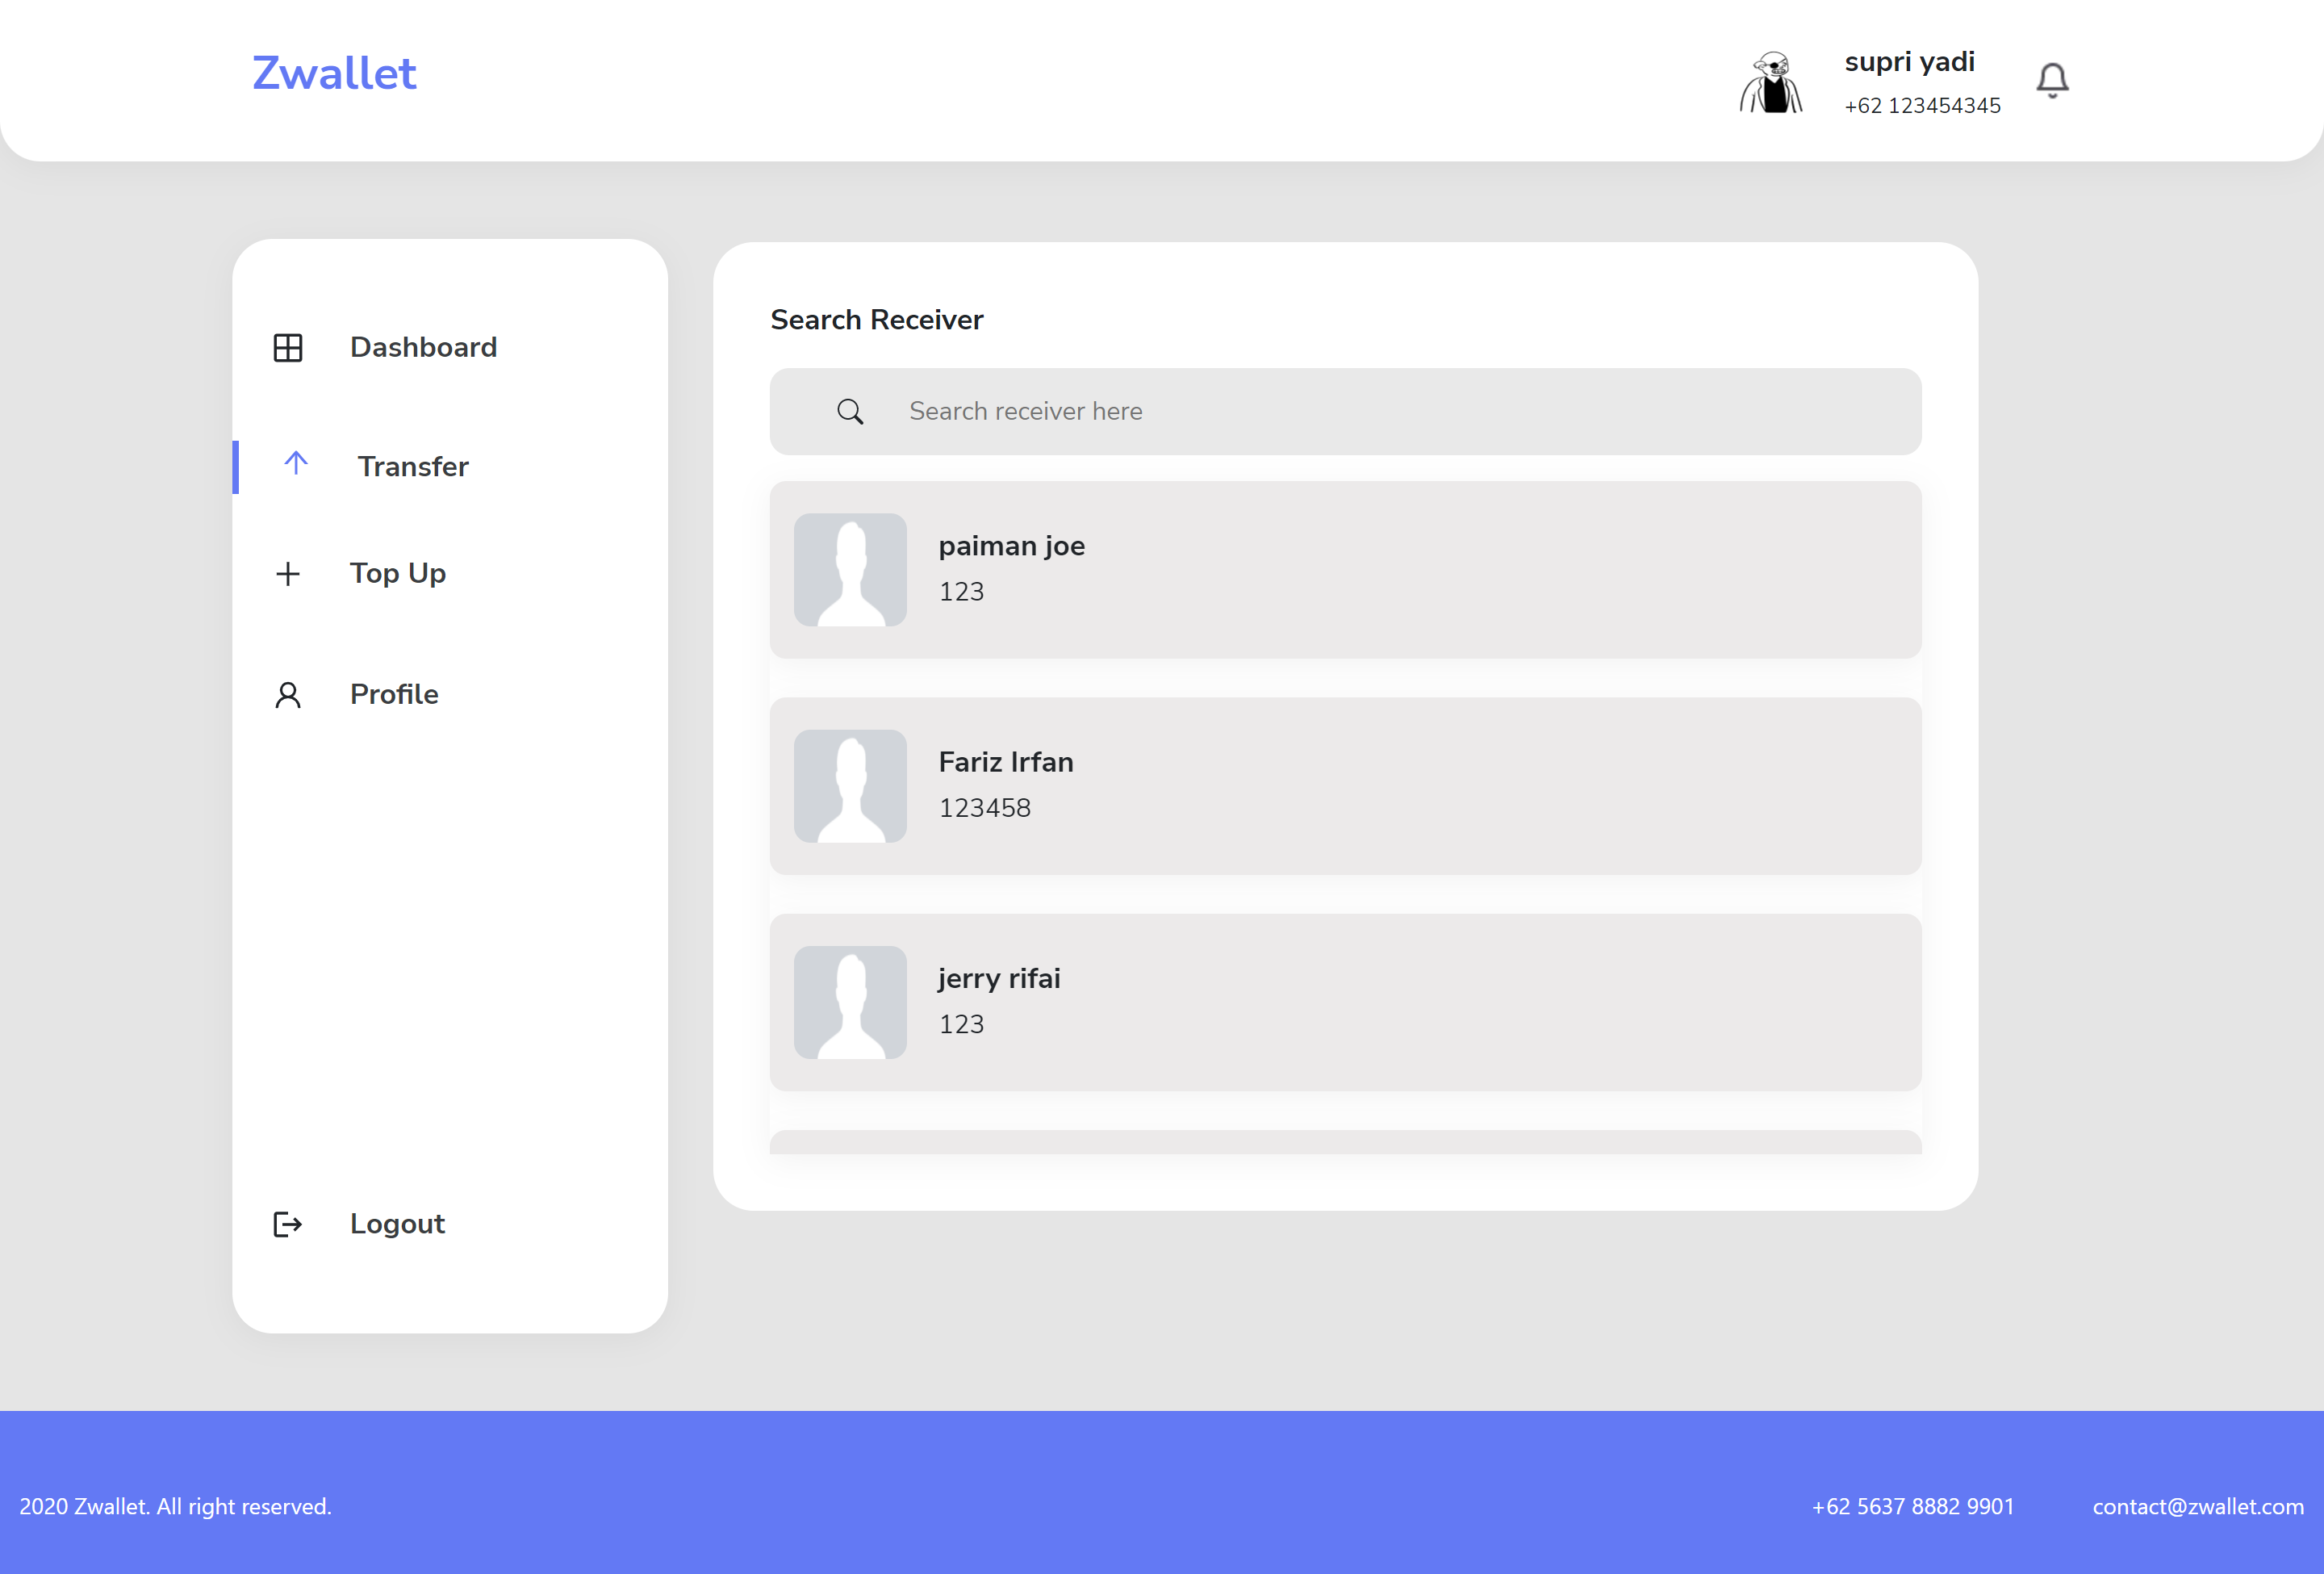 Zwallet
supri yadi
+62 123454345
Dashboard
Transfer
Top Up
Profile
Logout
Search Receiver
Search receiver here
paiman joe
123
Fariz Irfan
123458
jerry rifai
123
2020 Zwallet. All right reserved.
+62 5637 8882 9901
contact@zwallet.com